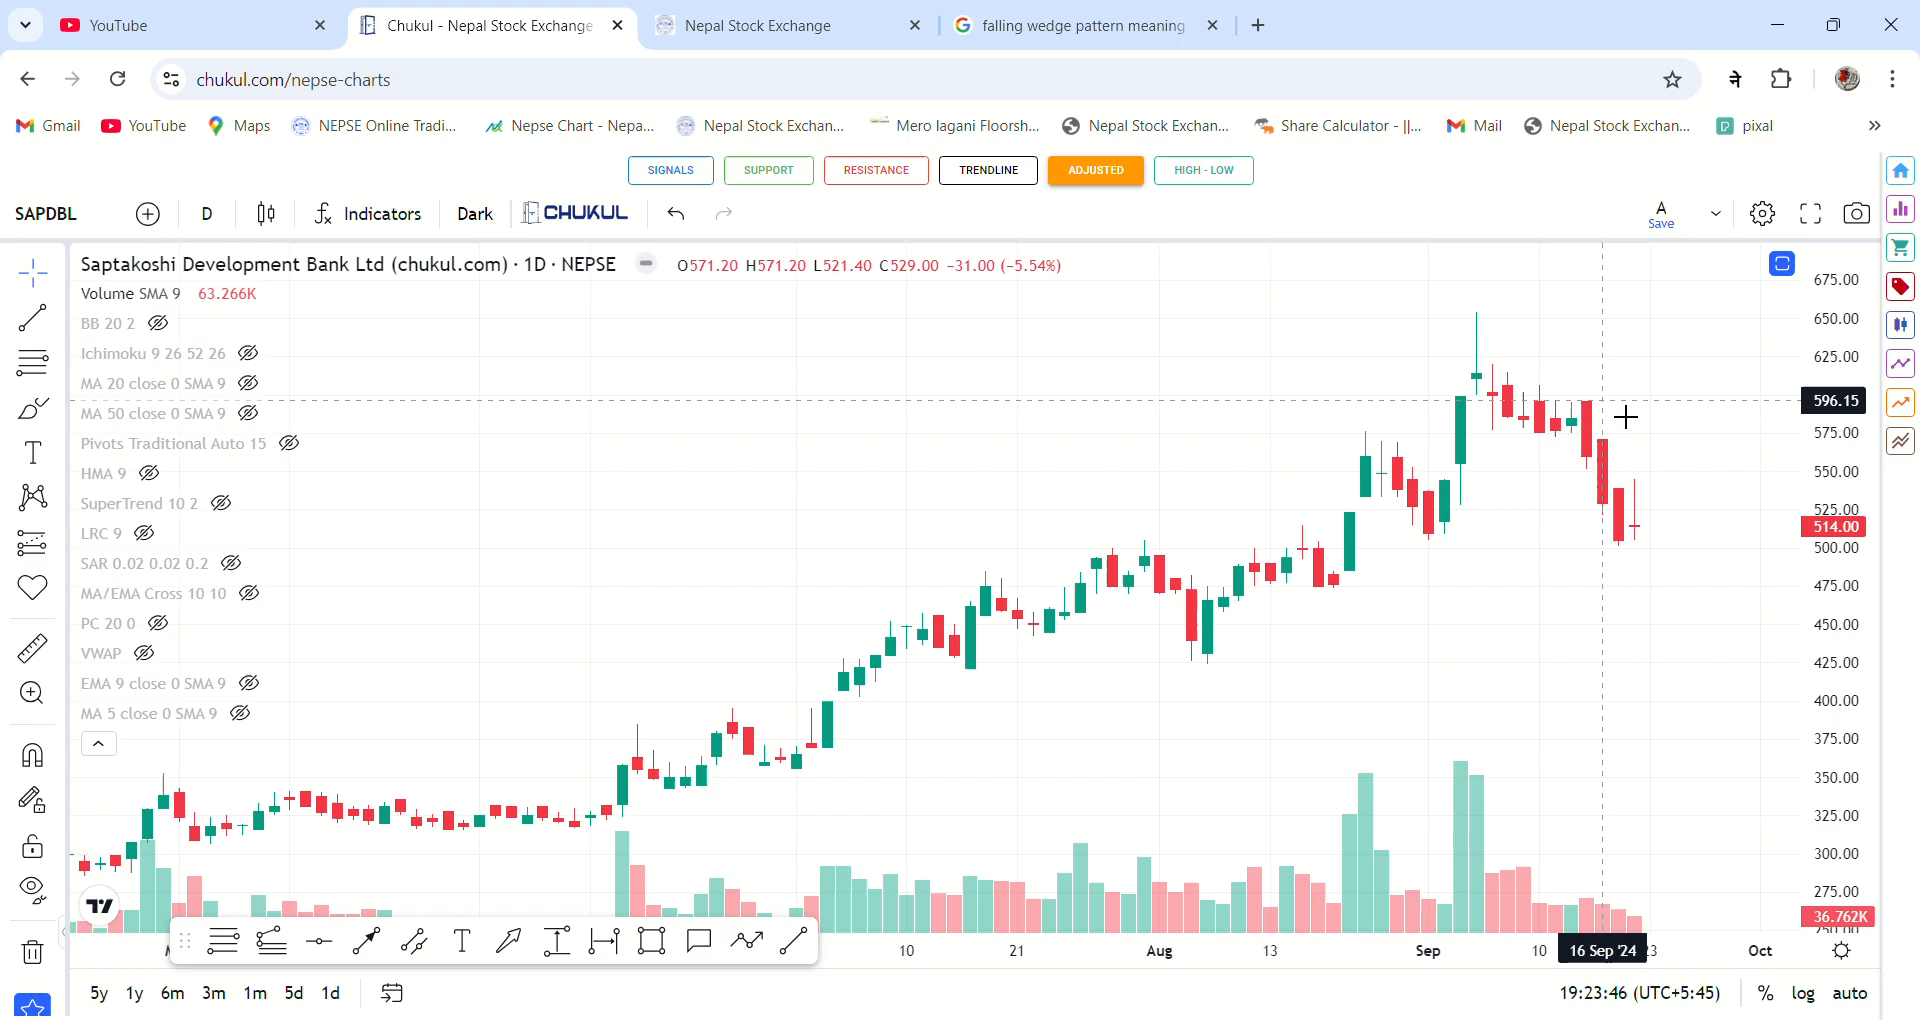 YouTube
Chukul - Nepal Stock Exchange
Nepal Stock Exchange
falling wedge pattern meaning
chukul.com/nepse-charts
ने
Gmail
YouTube
Maps
NEPSE Online Tradi...
Nepse Chart - Nepa...
Nepal Stock Exchan...
Mero lagani Floorsh...
Nepal Stock Exchan...
Share Calculator - ||...
Mail
Nepal Stock Exchan...
pixal
SIGNALS
SUPPORT
RESISTANCE
TRENDLINE
ADJUSTED
HIGH - LOW
SAPDBL
D
Indicators
Dark
CHUKUL
A
Save
Saptakoshi Development Bank Ltd (chukul.com) · 1D · NEPSE
O571.20 H571.20 L521.40 C529.00 −31.00 (−5.54%)
Volume SMA 9 63.266K
BB 20 2
Ichimoku 9 26 52 26
MA 20 close 0 SMA 9
MA 50 close 0 SMA 9
Pivots Traditional Auto 15
HMA 9
SuperTrend 10 2
LRC 9
SAR 0.02 0.02 0.2
MA/EMA Cross 10 10
PC 20 0
VWAP
EMA 9 close 0 SMA 9
MA 5 close 0 SMA 9
675.00
650.00
625.00
596.15
575.00
550.00
525.00
514.00
500.00
475.00
450.00
425.00
400.00
375.00
350.00
325.00
300.00
275.00
36.762K
10
21
Aug
13
Sep
10
16 Sep '24
23
Oct
5y
1y
6m
3m
1m
5d
1d
19:23:46 (UTC+5:45)
%
log
auto